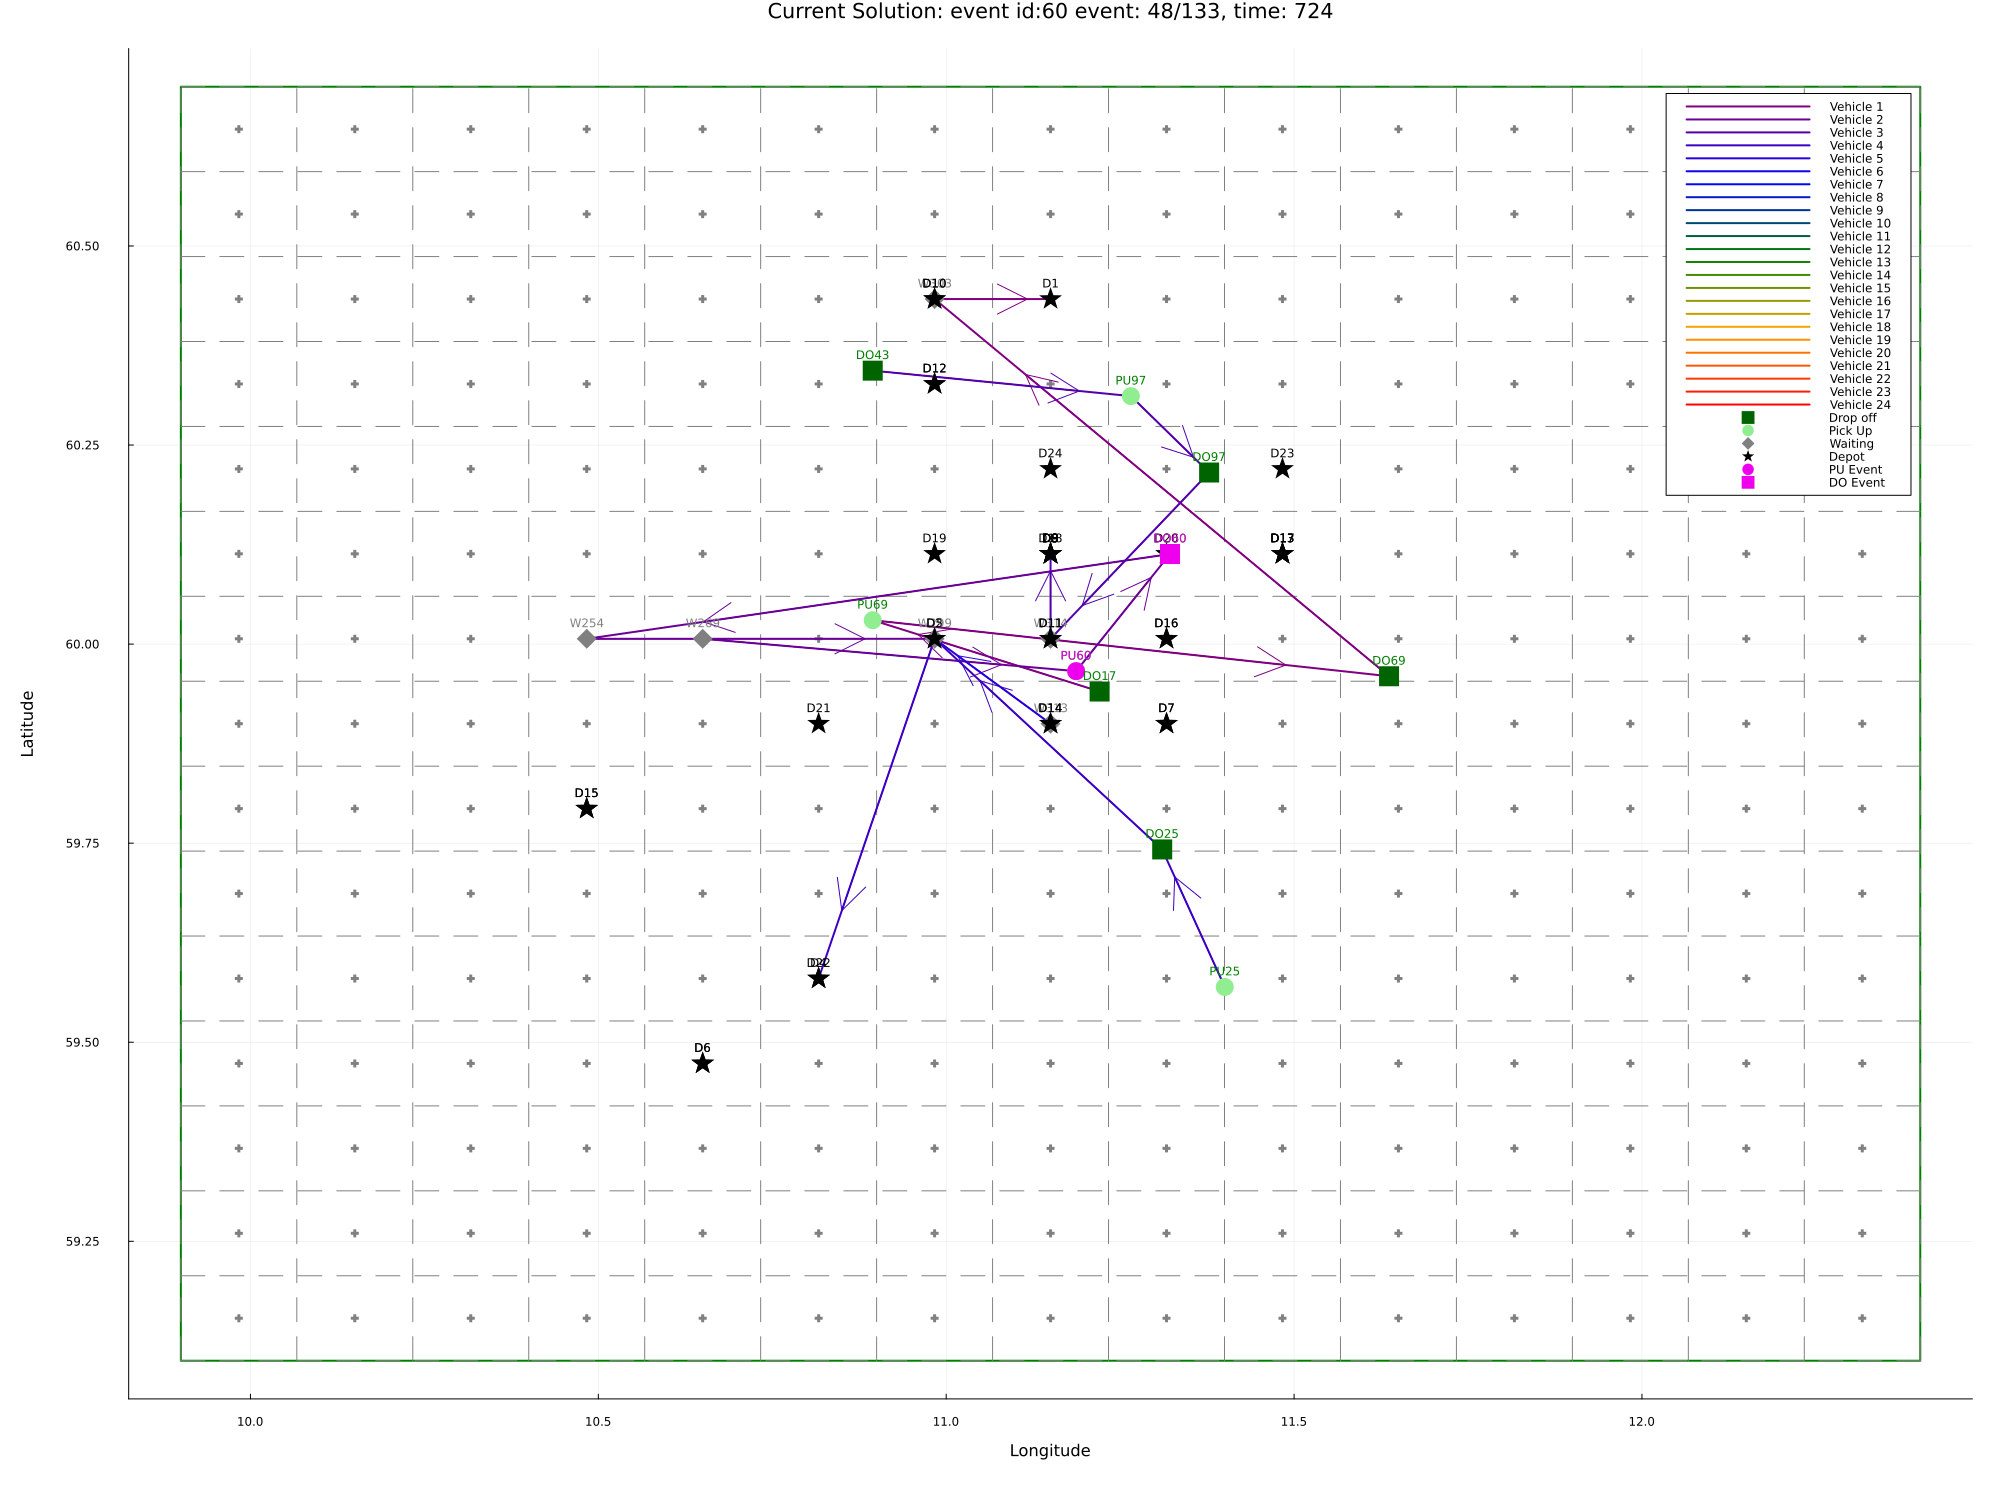 Current Solution: event id:60 event: 48/133, time: 724
Vehicle 1
Vehicle 2
Vehicle 3
Vehicle 4
Vehicle 5
Vehicle 6
Vehicle 7
Vehicle 8
Vehicle 9
Vehicle 10
Vehicle 11
Vehicle 12
Vehicle 13
Vehicle 14
Vehicle 15
Vehicle 16
Vehicle 17
Vehicle 18
Vehicle 19
Vehicle 20
Vehicle 21
Vehicle 22
Vehicle 23
Vehicle 24
Drop off
Pick Up
Waiting
Depot
PU Event
DO Event
60.50
D10
D1
DO43
D12
PU97
60.25
D24
DO97
D23
D19
PU69
60.00
W254
D11
D16
PU60
DO69
DO17
D21
D14
D7
D15
59.75
DO25
D22
PU25
59.50
D6
59.25
10.0
10.5
11.0
11.5
12.0
Longitude
Latitude